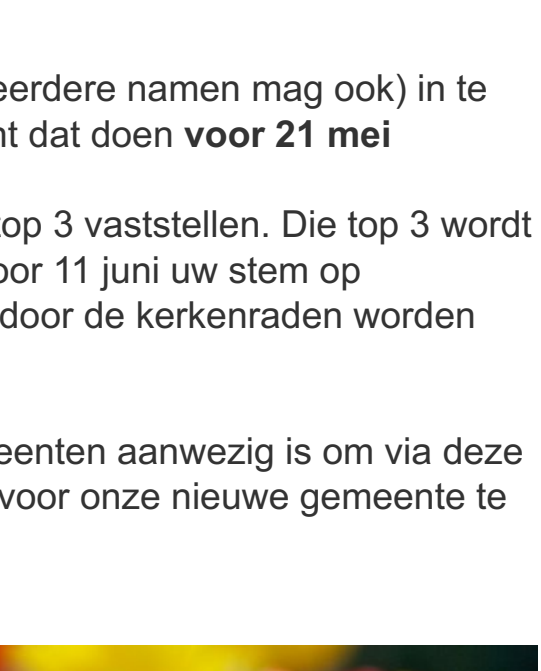 eerdere namen mag ook) in te
nt dat doen voor 21 mei
top 3 vaststellen. Die top 3 wordt
oor 11 juni uw stem op
door de kerkenraden worden
eenten aanwezig is om via deze
voor onze nieuwe gemeente te